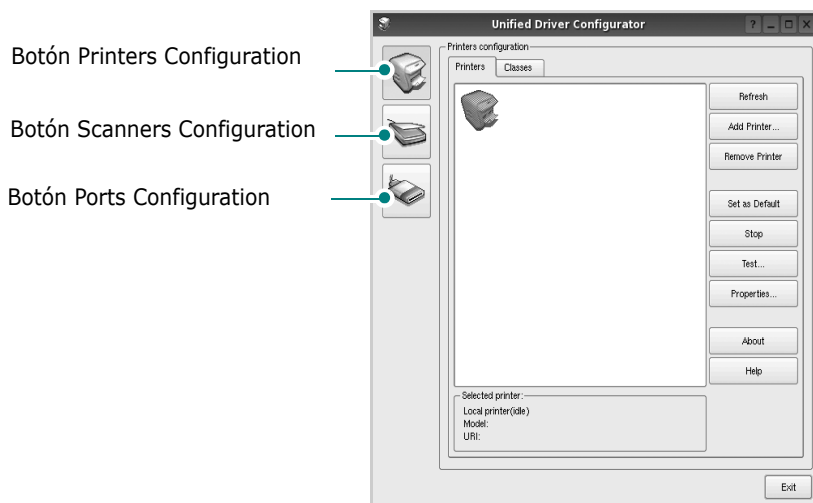 Unified Driver Configurator
?
Botón Printers Configuration
Botón Scanners Configuration
Botón Ports Configuration
Printers configuration
Printers
Classes
Refresh
Add Printer...
Remove Printer
Set as Default
Stop
Test...
Properties...
About
Help
Selected printer:
Local printer(idle)
Model:
URI:
Exit